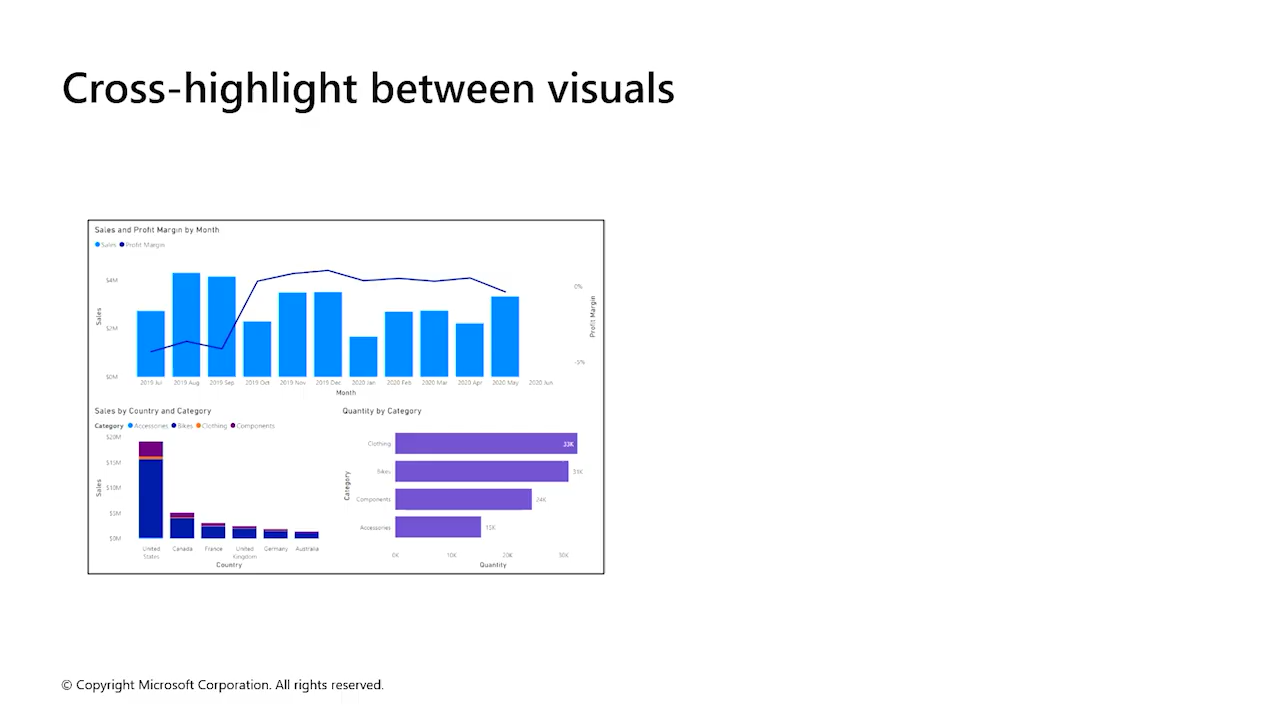 Cross-highlight between visuals
Sales and Profit Margin by Month
Sales Profit Margin
$4M
$2M
$0M
Sales
0%
-5%
Profit Margin
2019 Jul 2019 Aug 2019 Sep 2019 Oct 2019 Nov 2019 Dec 2020 Jan 2020 Feb 2020 Mar 2020 Apr 2020 May 2020 Jun
Month
Sales by Country and Category
Category Accessories Bikes Clothing Components
$20M
$15M
$10M
$5M
$0M
Sales
United States Canada France United Kingdom Germany Australia
Country
Quantity by Category
Category
Clothing 33K
Bikes 31K
Components 24K
Accessories 15K
0K 10K 20K 30K
Quantity
© Copyright Microsoft Corporation. All rights reserved.